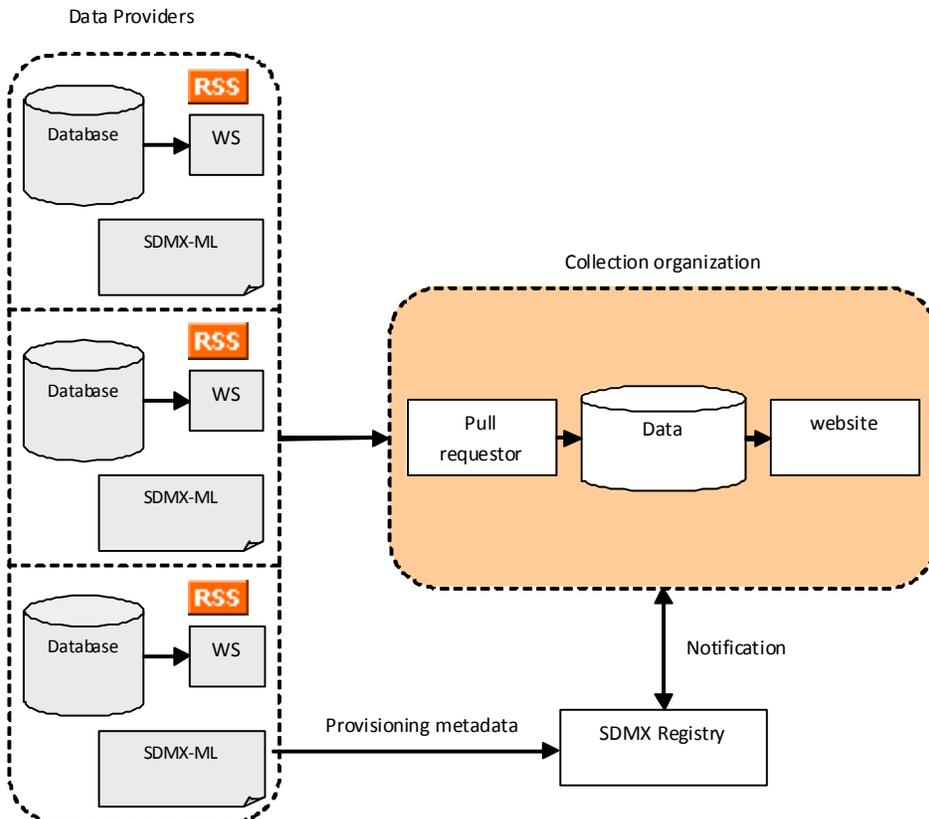 Data Providers
RSS
Database
WS
SDMX-ML
RSS
Database
WS
SDMX-ML
RSS
Database
WS
SDMX-ML
Collection organization
Pull
requestor
Data
website
Notification
Provisioning metadata
SDMX Registry